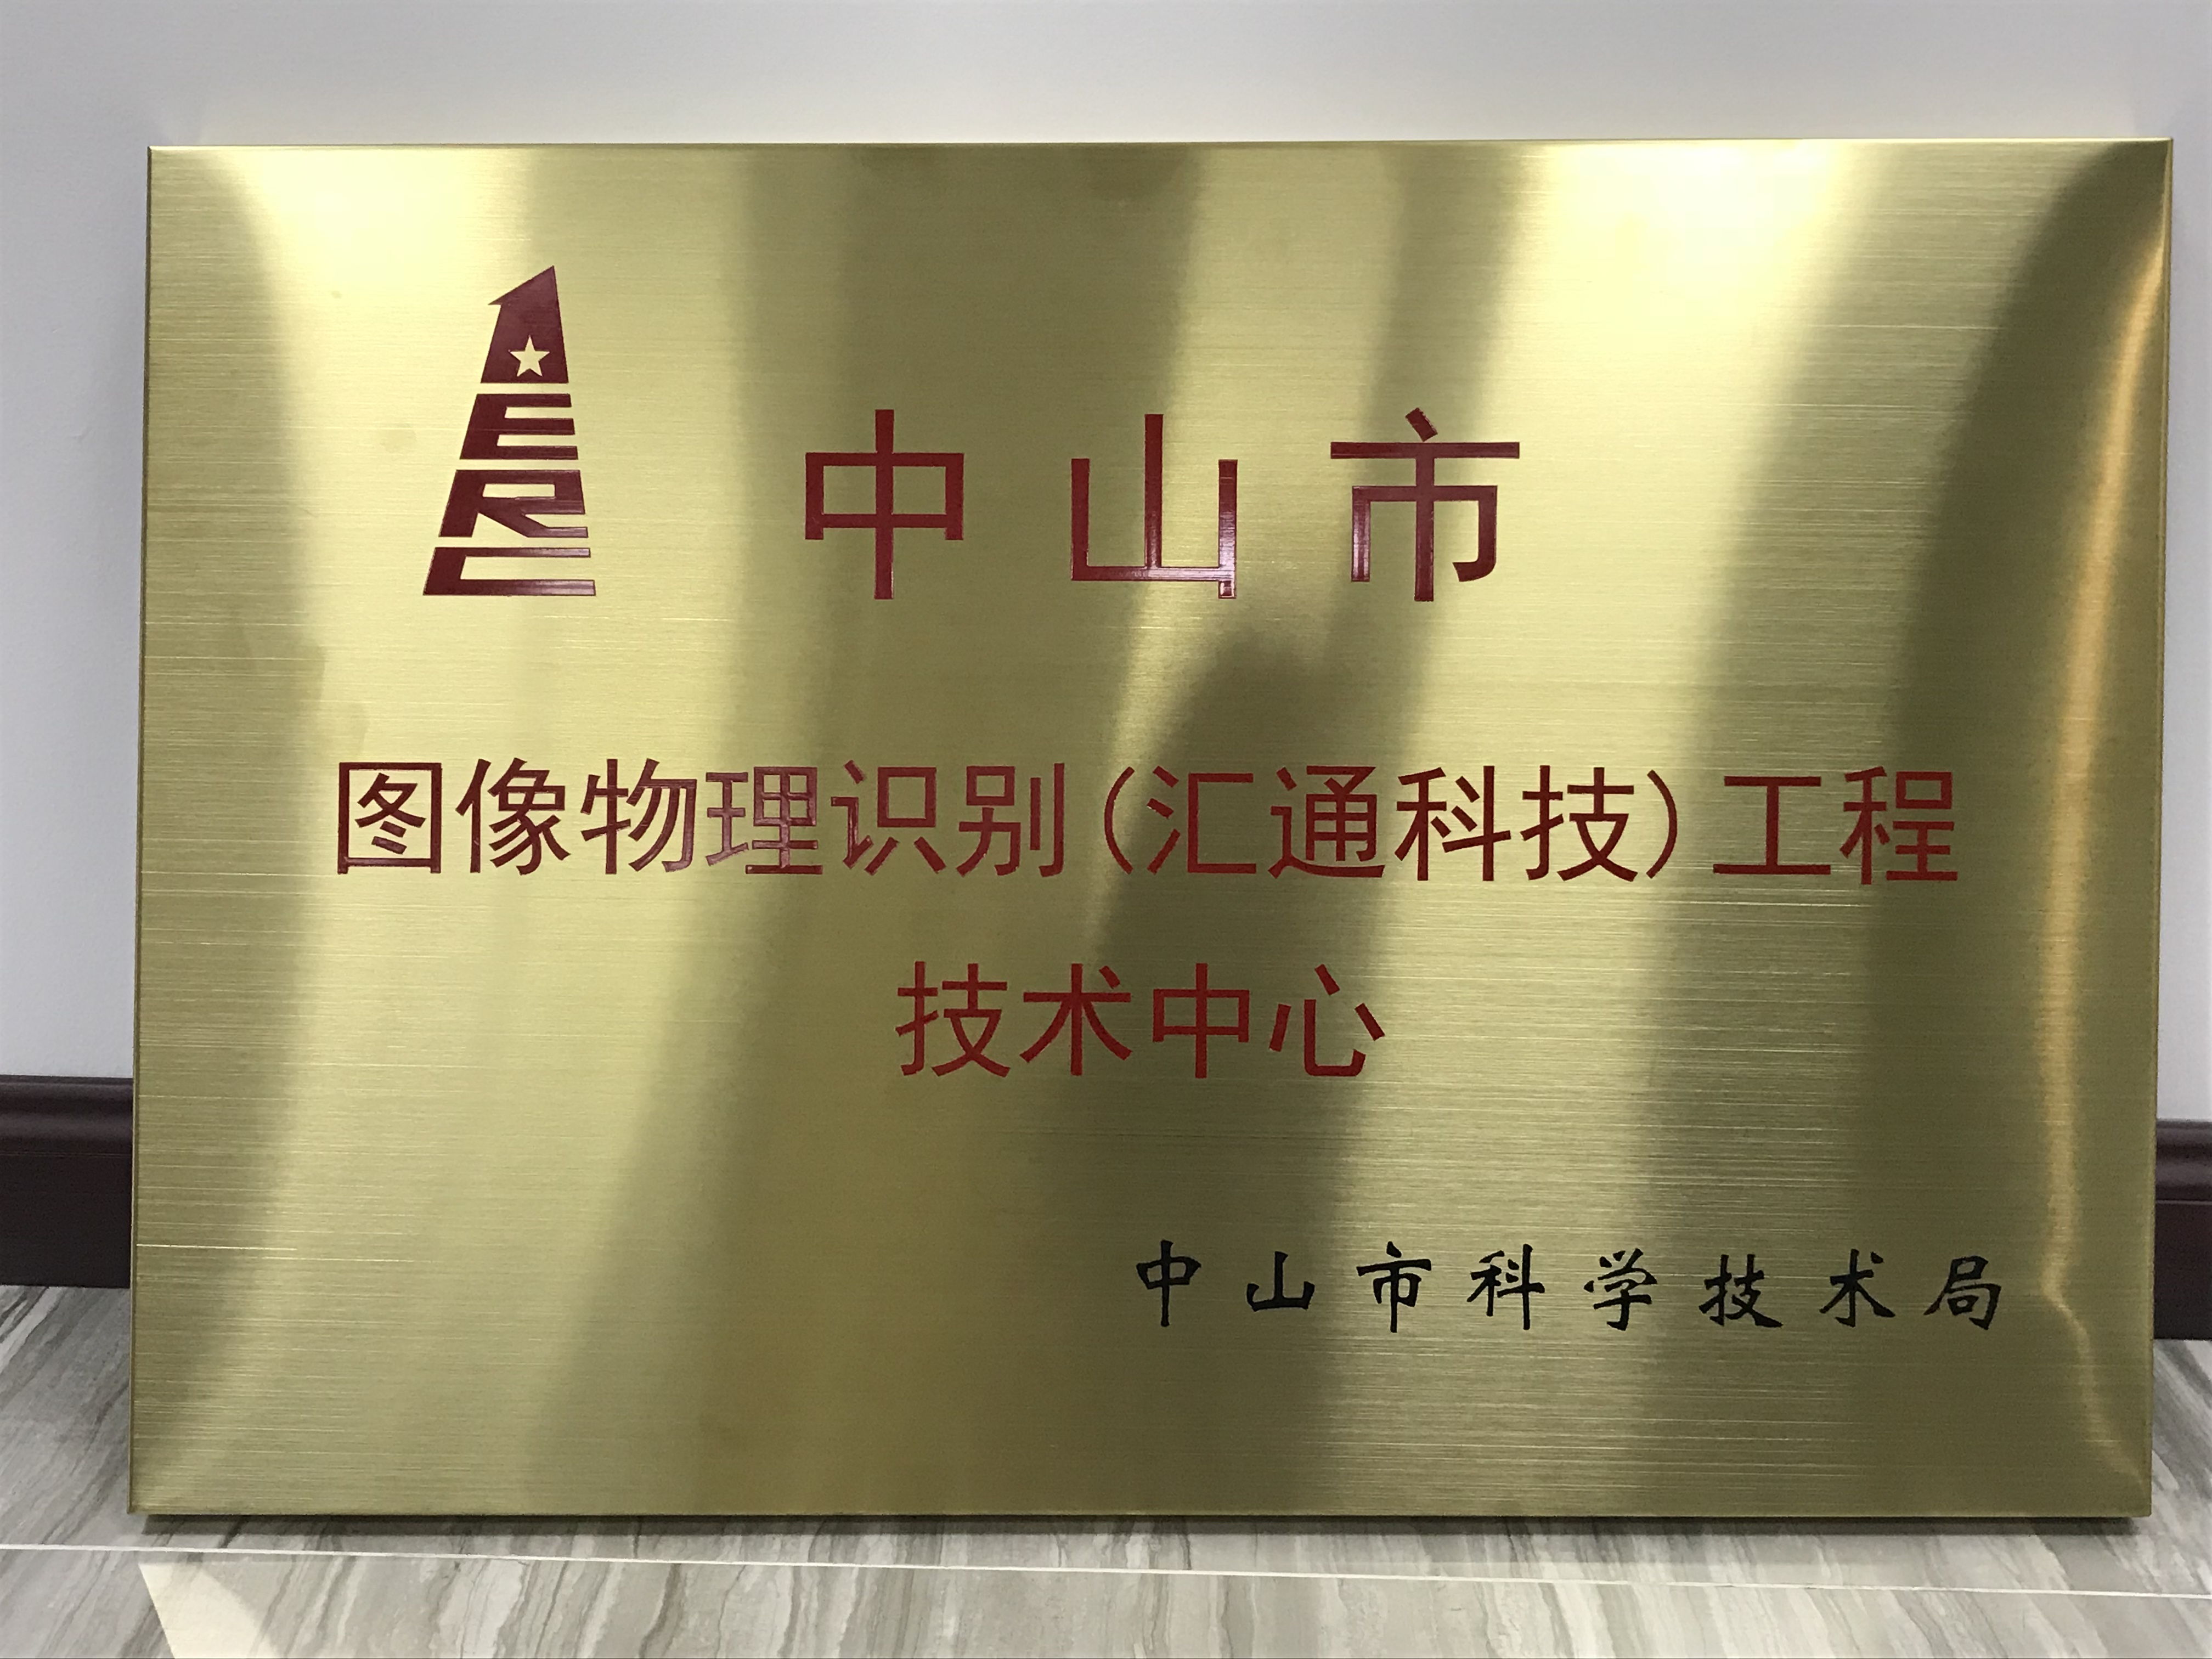 ERC
中山市
图像物理识别(汇通科技)工程
技术中心
中山市科学技术局